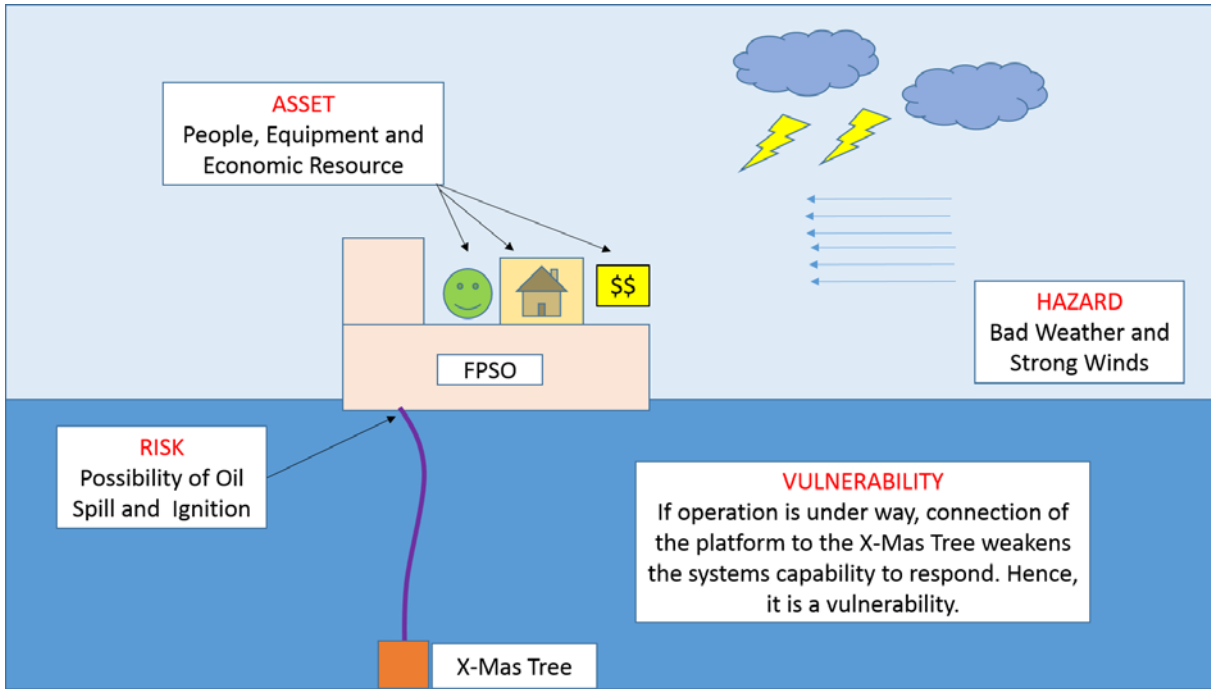 ASSET
People, Equipment and
Economic Resource
$$
HAZARD
Bad Weather and
Strong Winds
FPSO
RISK
Possibility of Oil
Spill and Ignition
VULNERABILITY
If operation is under way, connection of
the platform to the X-Mas Tree weakens
the systems capability to respond. Hence,
it is a vulnerability.
X-Mas Tree